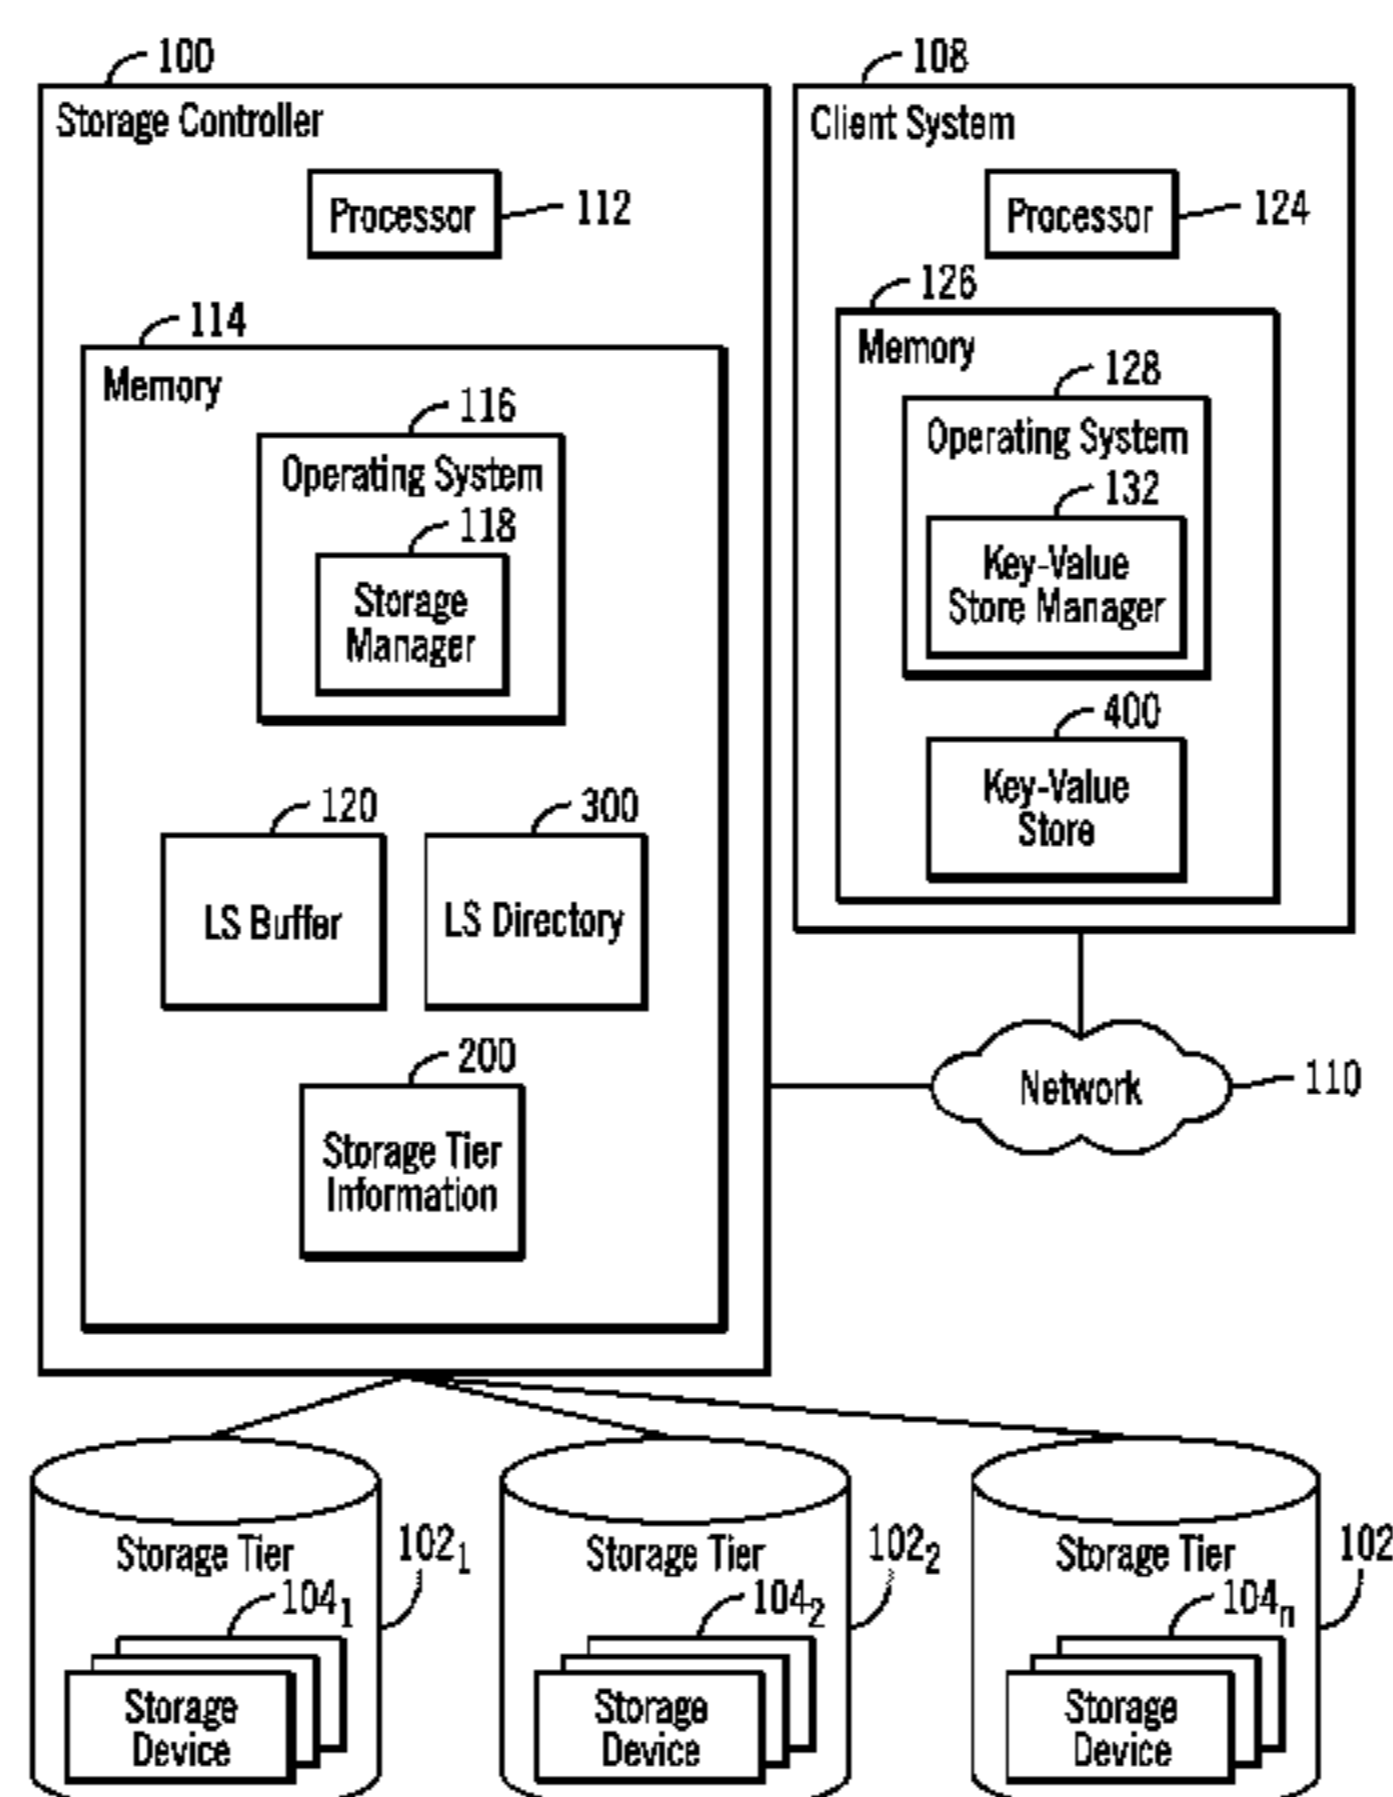 100
Storage Controller
Processor
112
114
Memory
116
Operating System
118
Storage
Manager
120
LS Buffer
300
LS Directory
200
Storage Tier
Information
108
Client System
Processor
124
126
Memory
128
Operating System
132
Key-Value
Store Manager
400
Key-Value
Store
Network
110
Storage Tier
102₁
104₁
Storage
Device
Storage Tier
102₂
104₂
Storage
Device
Storage Tier
102
104ₙ
Storage
Device